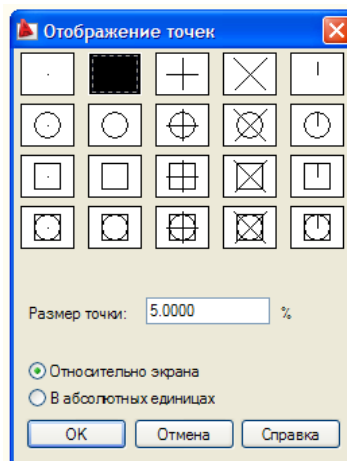 Отображение точек
Размер точки: 5.0000 %
Относительно экрана
В абсолютных единицах
OK Отмена Справка